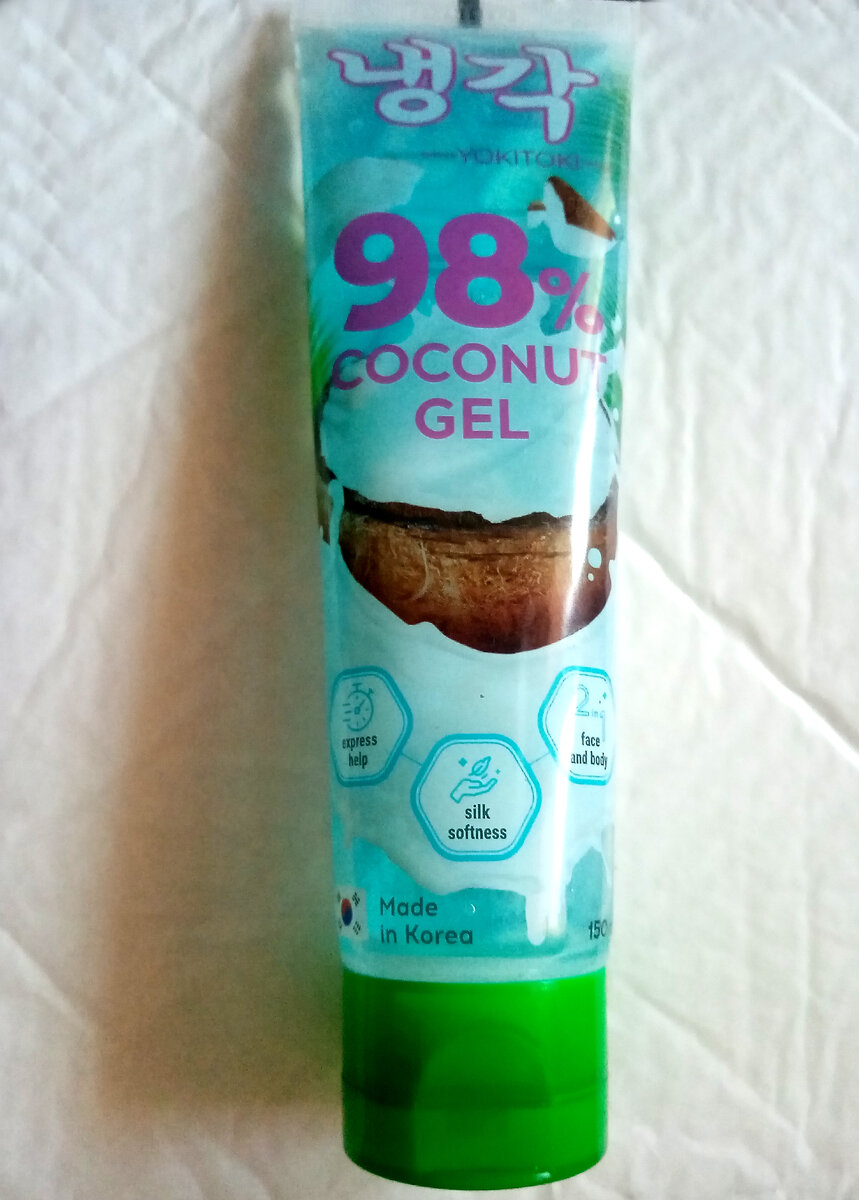 냉각
YOKITOKI
98%
COCONUT
GEL
express
help
2 in 1
face
and body
silk
softness
Made
in Korea
150